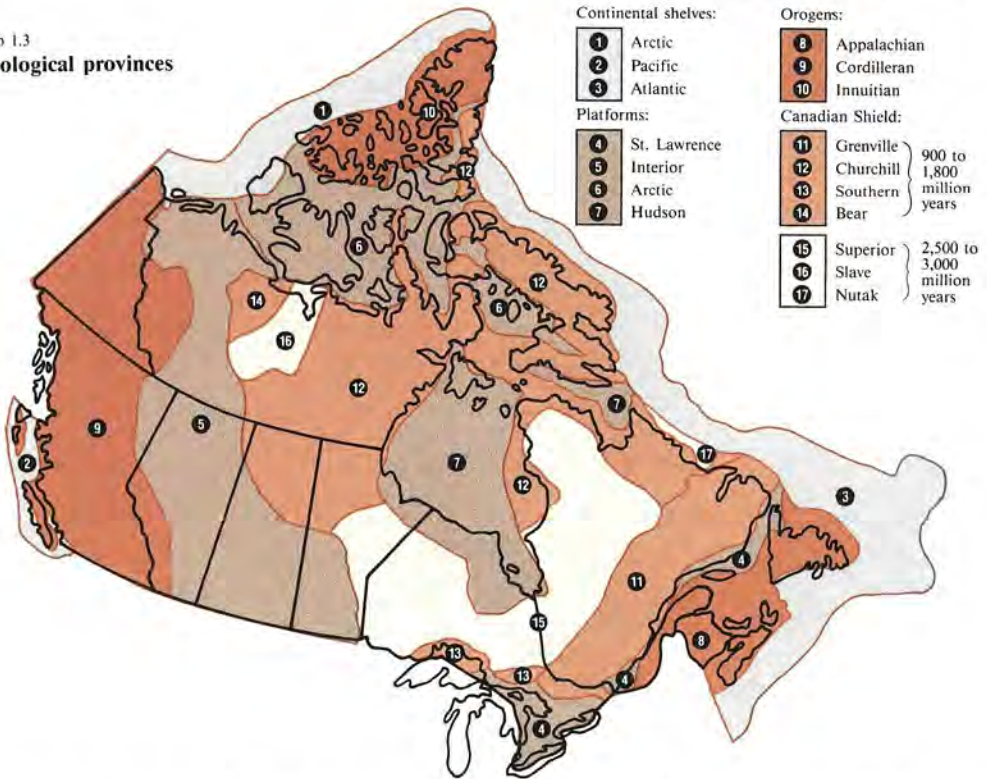 p 1.3
ological provinces
Continental shelves:
1 Arctic
2 Pacific
3 Atlantic
Platforms:
4 St. Lawrence
5 Interior
6 Arctic
7 Hudson
Orogens:
8 Appalachian
9 Cordilleran
10 Innuitian
Canadian Shield:
11 Grenville
12 Churchill
13 Southern
14 Bear
900 to
1,800
million
years
15 Superior
16 Slave
17 Nutak
2,500 to
3,000
million
years
1
10
12
6
12
14
6
16
12
7
5
9
17
2
7
12
3
4
11
15
8
13
13
4
4